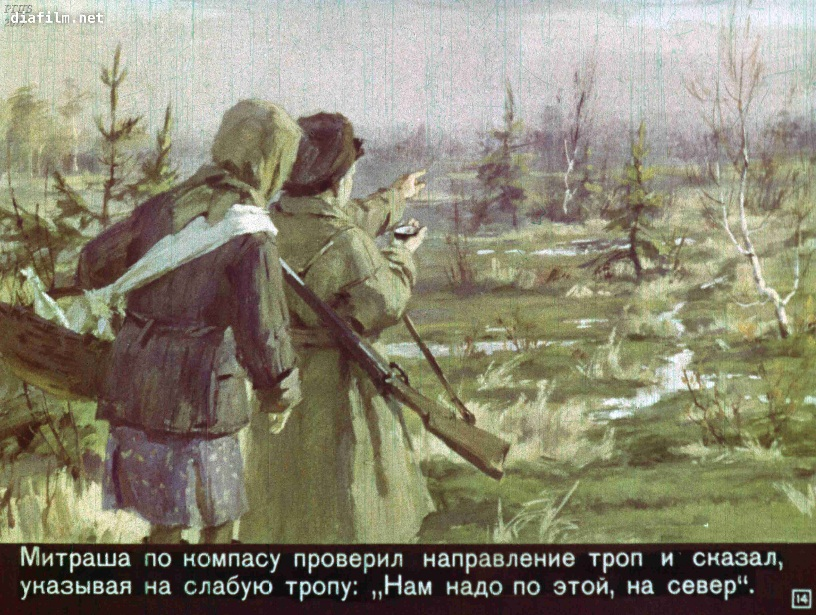 diafilm.net
Митраша по компасу проверил направление троп и сказал,
указывая на слабую тропу: „Нам надо по этой, на север“.
14